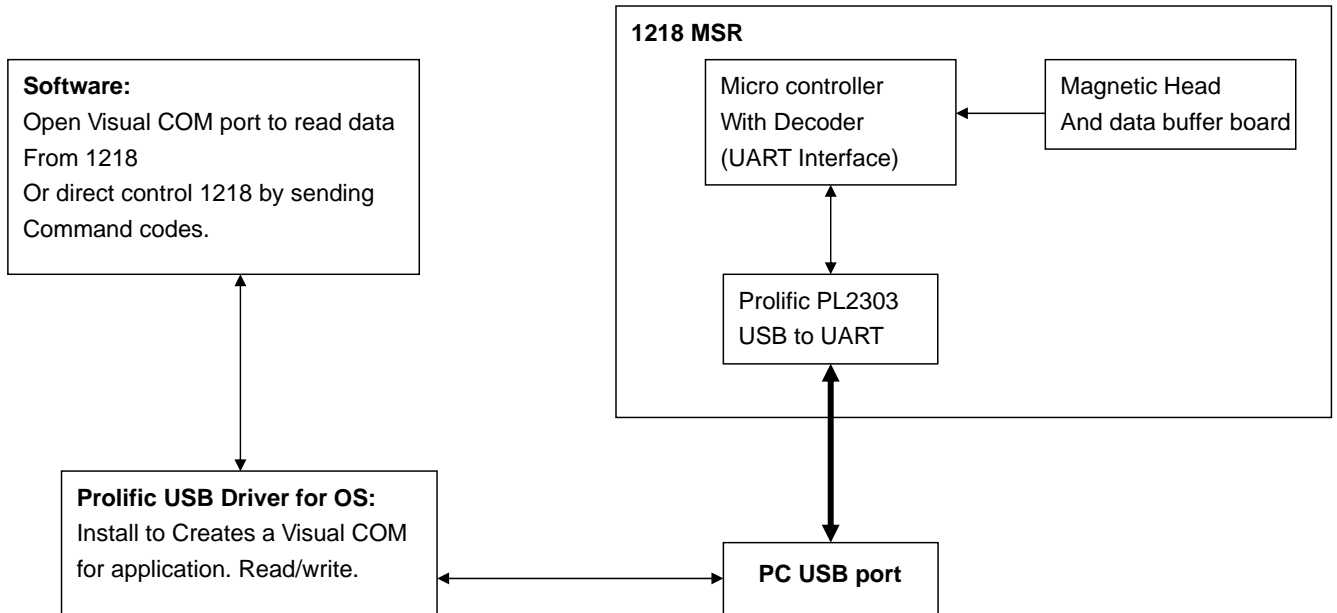 1218 MSR
Software:
Open Visual COM port to read data
From 1218
Or direct control 1218 by sending
Command codes.
Micro controller
With Decoder
(UART Interface)
Magnetic Head
And data buffer board
Prolific PL2303
USB to UART
Prolific USB Driver for OS:
Install to Creates a Visual COM
for application. Read/write.
PC USB port